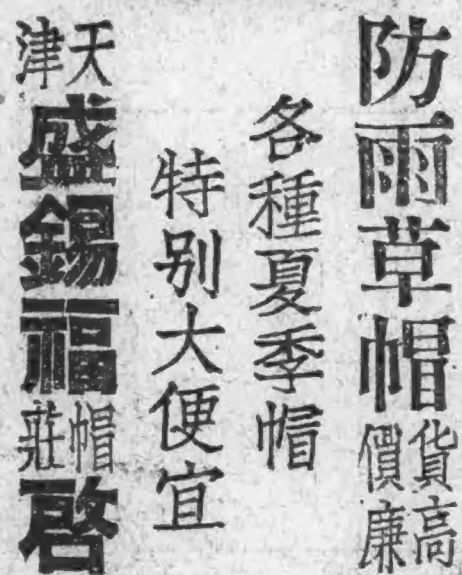 防雨草帽貨高價廉
各種夏季帽
特别大便宜
天津盛錫福帽莊啓